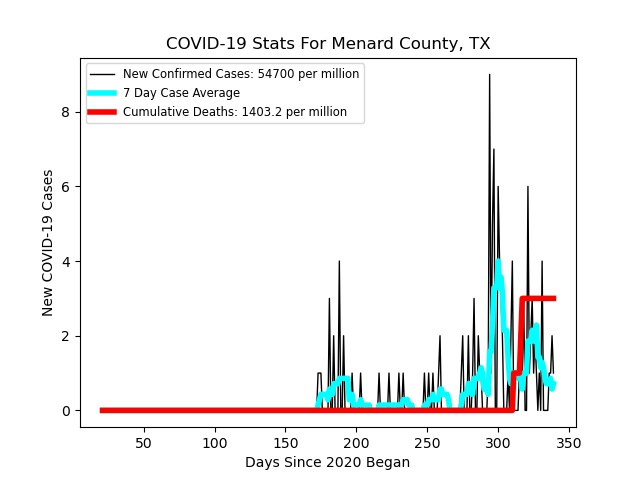 COVID-19 Stats For Menard County, TX
New Confirmed Cases: 54700 per million
7 Day Case Average
Cumulative Deaths: 1403.2 per million
New COVID-19 Cases
8
6
4
2
0
50 100 150 200 250 300 350
Days Since 2020 Began